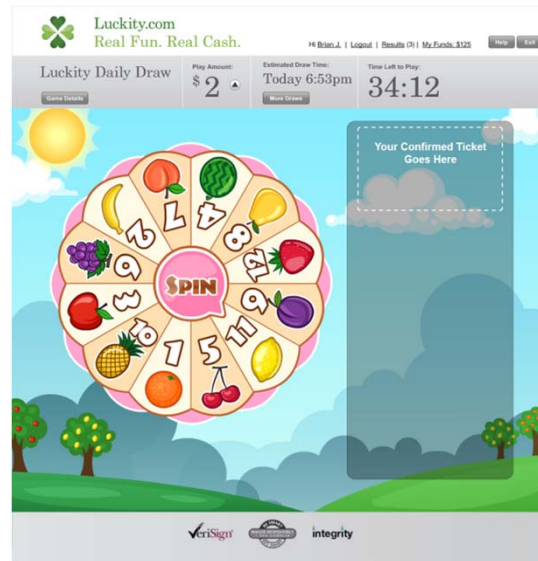 Luckity.com
Real Fun. Real Cash.
Hi Brian J. | Logout | Results (3) | My Funds: $125
Help
Exit
Luckity Daily Draw
Game Details
Play Amount:
$ 2
Estimated Draw Time:
Today 6:53pm
More Draws
Time Left to Play:
34:12
Your Confirmed Ticket
Goes Here
7
4
8
12
9
11
5
1
10
3
6
2
SPIN
VeriSign
integrity